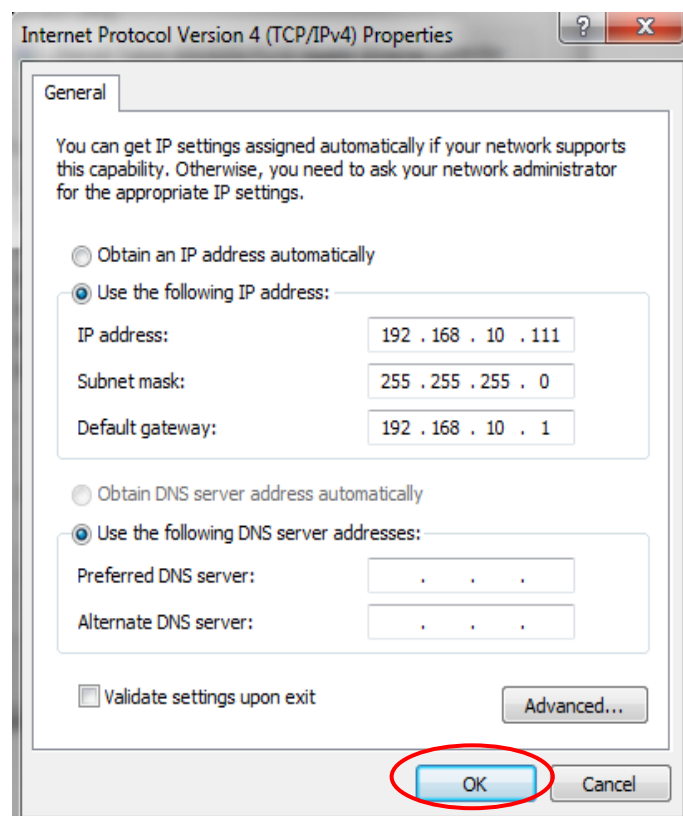 Internet Protocol Version 4 (TCP/IPv4) Properties
?
X
General
You can get IP settings assigned automatically if your network supports
this capability. Otherwise, you need to ask your network administrator
for the appropriate IP settings.
Obtain an IP address automatically
Use the following IP address:
IP address: 192 . 168 . 10 . 111
Subnet mask: 255 . 255 . 255 . 0
Default gateway: 192 . 168 . 10 . 1
Obtain DNS server address automatically
Use the following DNS server addresses:
Preferred DNS server: . . .
Alternate DNS server: . . .
Validate settings upon exit
Advanced...
OK Cancel